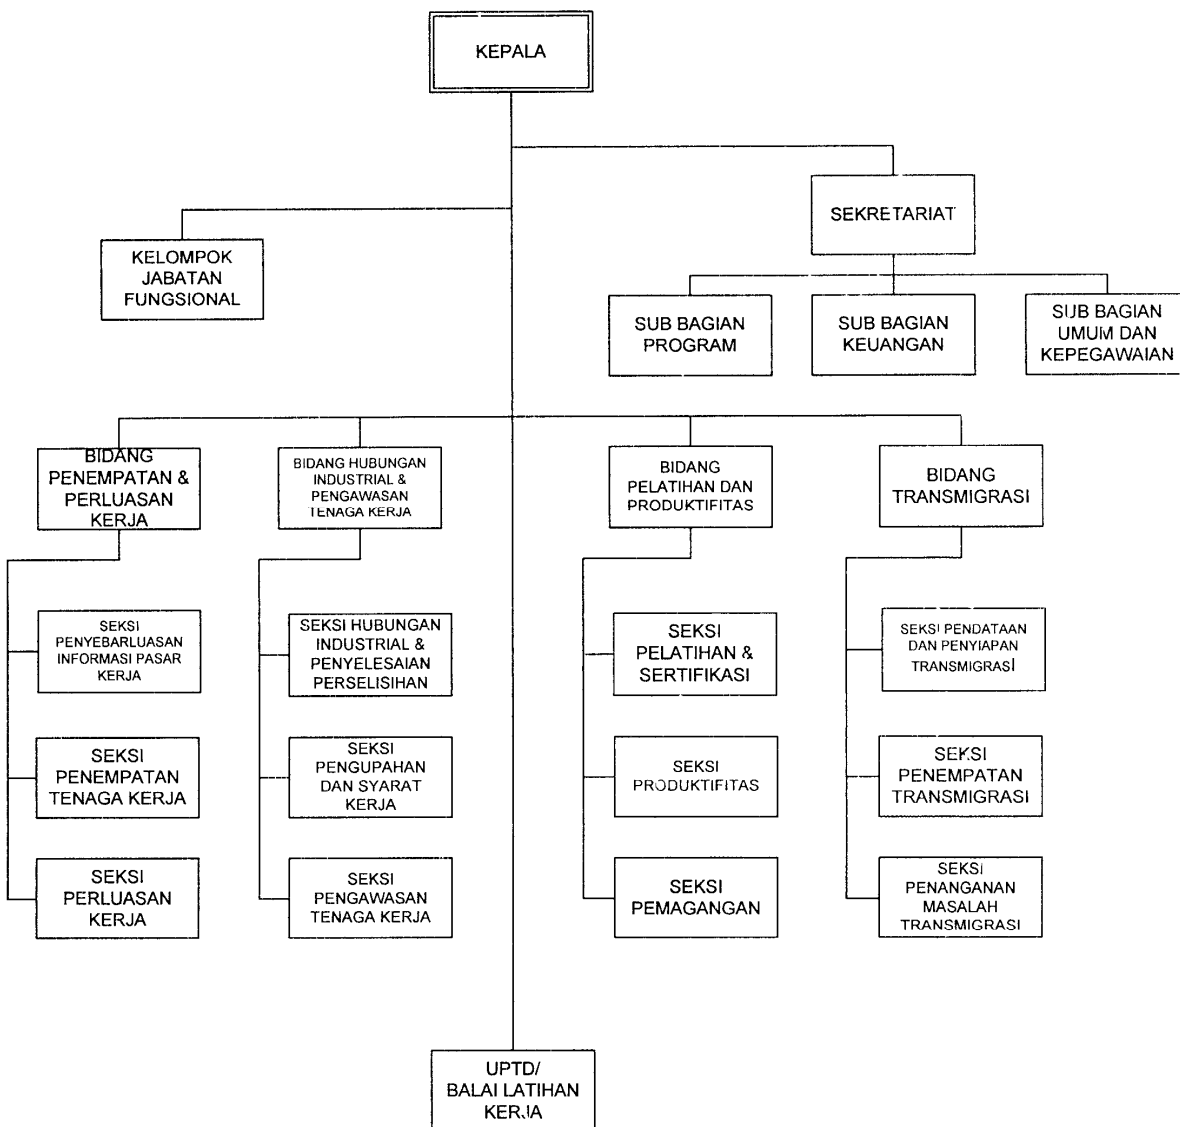 KEPALA
SEKRETARIAT
KELOMPOK
JABATAN
FUNGSIONAL
SUB BAGIAN
PROGRAM
SUB BAGIAN
KEUANGAN
SUB BAGIAN
UMUM DAN
KEPEGAWAIAN
BIDANG
PENEMPATAN &
PERLUASAN
KERJA
BIDANG HUBUNGAN
INDUSTRIAL &
PENGAWASAN
TENAGA KERJA
BIDANG
PELATIHAN DAN
PRODUKTIFITAS
BIDANG
TRANSMIGRASI
SEKSI
PENYEBARLUASAN
INFORMASI PASAR
KERJA
SEKSI HUBUNGAN
INDUSTRIAL &
PENYELESAIAN
PERSELISIHAN
SEKSI
PELATIHAN &
SERTIFIKASI
SEKSI PENDATAAN
DAN PENYIAPAN
TRANSMIGRASI
SEKSI
PENEMPATAN
TENAGA KERJA
SEKSI
PENGUPAHAN
DAN SYARAT
KERJA
SEKSI
PRODUKTIFITAS
SEKSI
PENEMPATAN
TRANSMIGRASI
SEKSI
PERLUASAN
KERJA
SEKSI
PENGAWASAN
TENAGA KERJA
SEKSI
PEMAGANGAN
SEKSI
PENANGANAN
MASALAH
TRANSMIGRASI
UPTD/
BALAI LATIHAN
KERJA